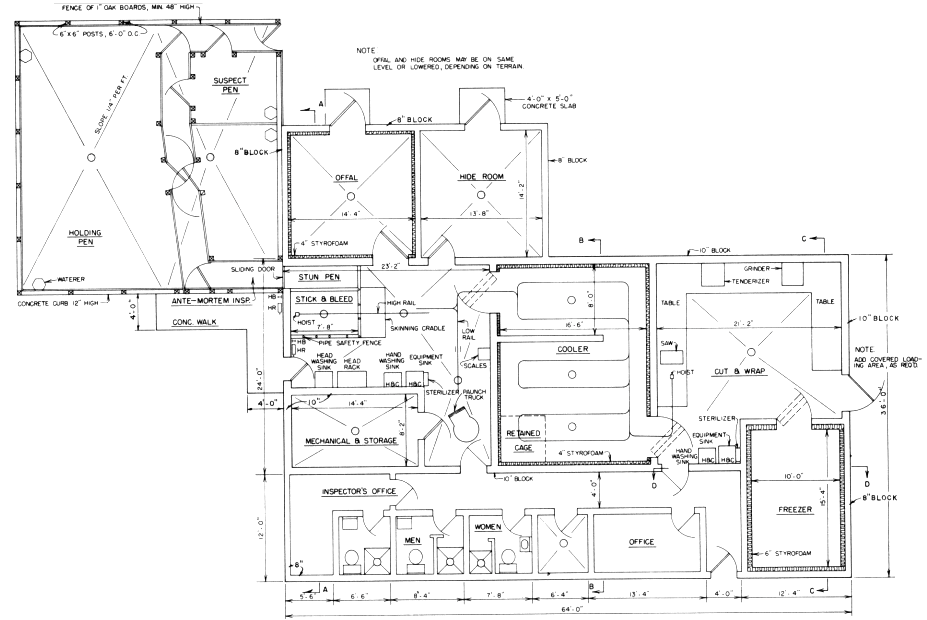 FENCE OF 1" OAK BOARDS, MIN. 48" HIGH
6"X6" POSTS, 6'-0" O.C.
SLOPE 1/4" PER FT.
SUSPECT
PEN
8" BLOCK
HOLDING
PEN
WATERER
CONCRETE CURB 12" HIGH
4'-0"
SLIDING DOOR
ANTE-MORTEM INSP.
CONC. WALK
NOTE
OFFAL AND HIDE ROOMS MAY BE ON SAME
LEVEL OR LOWERED, DEPENDING ON TERRAIN.
A
8" BLOCK
4'-0" X 5'-0"
CONCRETE SLAB
8" BLOCK
OFFAL
14'-4"
4" STYROFOAM
HIDE ROOM
13'-8"
14'-2"
23'-2"
B
10" BLOCK
C
STUN PEN
STICK & BLEED
HB
HR
HOIST
7'-8"
HIGH RAIL
SKINNING CRADLE
LOW
RAIL
SCALES
HB
HR
PIPE SAFETY FENCE
HEAD
WASHING
SINK
HEAD
RACK
HAND
WASHING
SINK
EQUIPMENT
SINK
H&C
H&C
STERILIZER
PAUNCH
TRUCK
24'-0"
4'-0"
10"
14'-4"
8'-2"
MECHANICAL & STORAGE
8'-0"
16'-6"
COOLER
RETAINED
CAGE
4" STYROFOAM
10" BLOCK
GRINDER
TENDERIZER
TABLE
TABLE
21'-2"
SAW
HOIST
CUT & WRAP
10" BLOCK
NOTE
ADD COVERED LOAD-
ING AREA, AS REQ'D.
36'-0"
STERILIZER
EQUIPMENT
SINK
HAND
WASHING
SINK
H&C
H&C
D
D
10'-0"
15'-4"
FREEZER
6" STYROFOAM
8" BLOCK
INSPECTOR'S OFFICE
4'-0"
12'-0"
MEN
WOMEN
OFFICE
8"
A
B
C
5'-6"
6'-6"
8'-4"
7'-8"
6'-4"
13'-4"
4'-0"
12'-4"
64'-0"